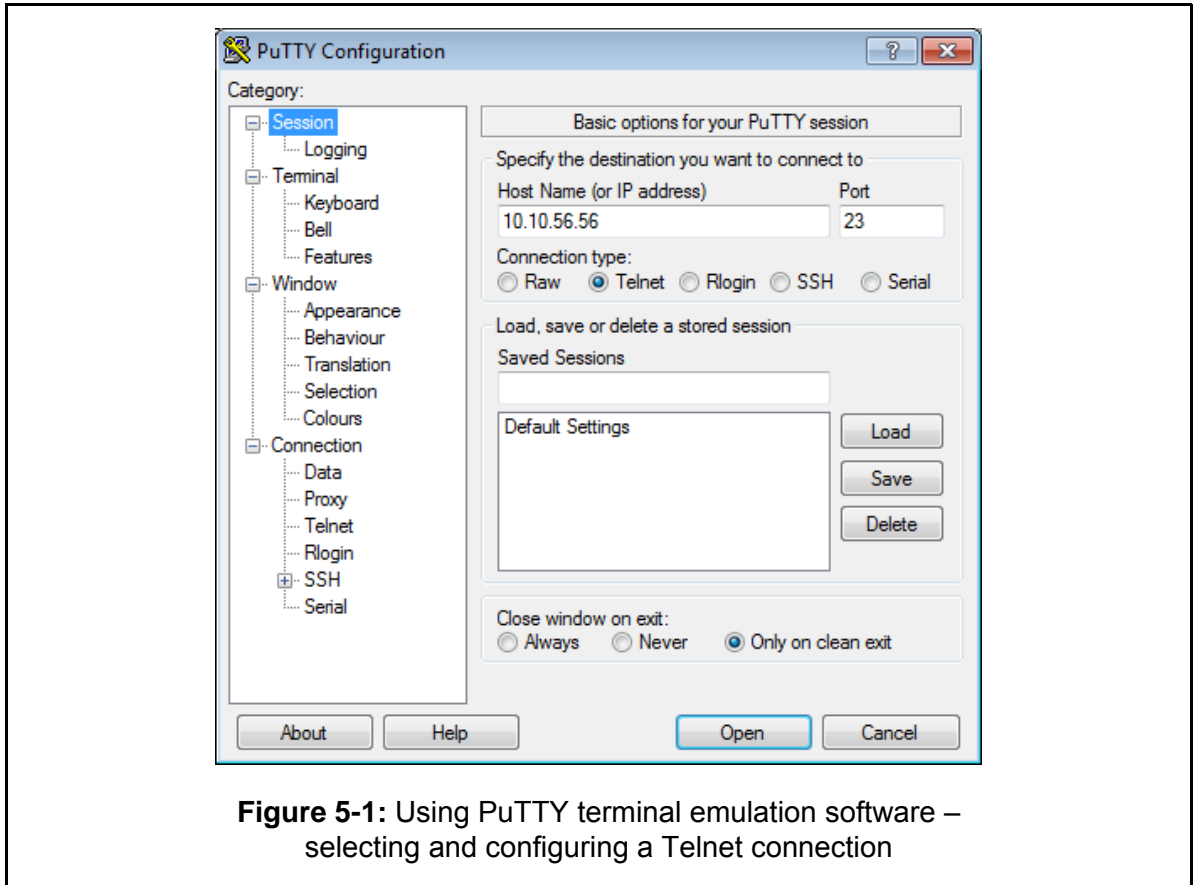 PuTTY Configuration
Category:
Session
Logging
Terminal
Keyboard
Bell
Features
Window
Appearance
Behaviour
Translation
Selection
Colours
Connection
Data
Proxy
Telnet
Rlogin
SSH
Serial
Basic options for your PuTTY session
Specify the destination you want to connect to
Host Name (or IP address) Port
10.10.56.56 23
Connection type:
Raw Telnet Rlogin SSH Serial
Load, save or delete a stored session
Saved Sessions
Default Settings
Load
Save
Delete
Close window on exit:
Always Never Only on clean exit
About Help Open Cancel
Figure 5-1: Using PuTTY terminal emulation software –
selecting and configuring a Telnet connection